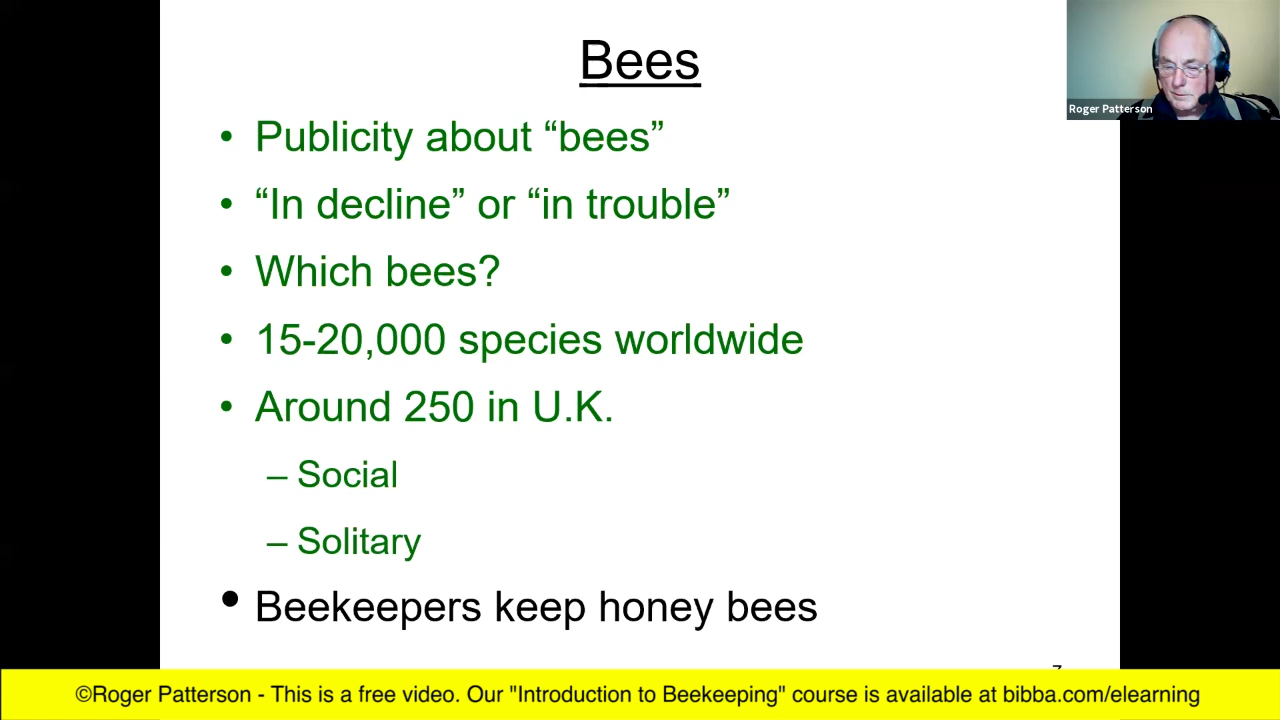 Bees
• Publicity about “bees”
• “In decline” or “in trouble”
• Which bees?
• 15-20,000 species worldwide
• Around 250 in U.K.
– Social
– Solitary
• Beekeepers keep honey bees
Roger Patterson
©Roger Patterson - This is a free video. Our "Introduction to Beekeeping" course is available at bibba.com/elearning